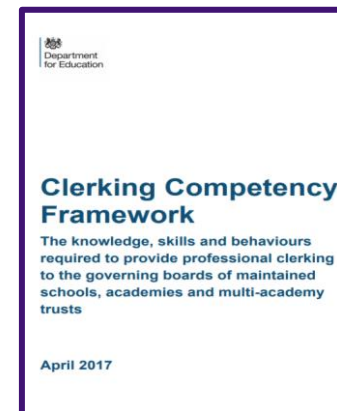 Department
for Education
Clerking Competency
Framework
The knowledge, skills and behaviours
required to provide professional clerking
to the governing boards of maintained
schools, academies and multi-academy
trusts
April 2017